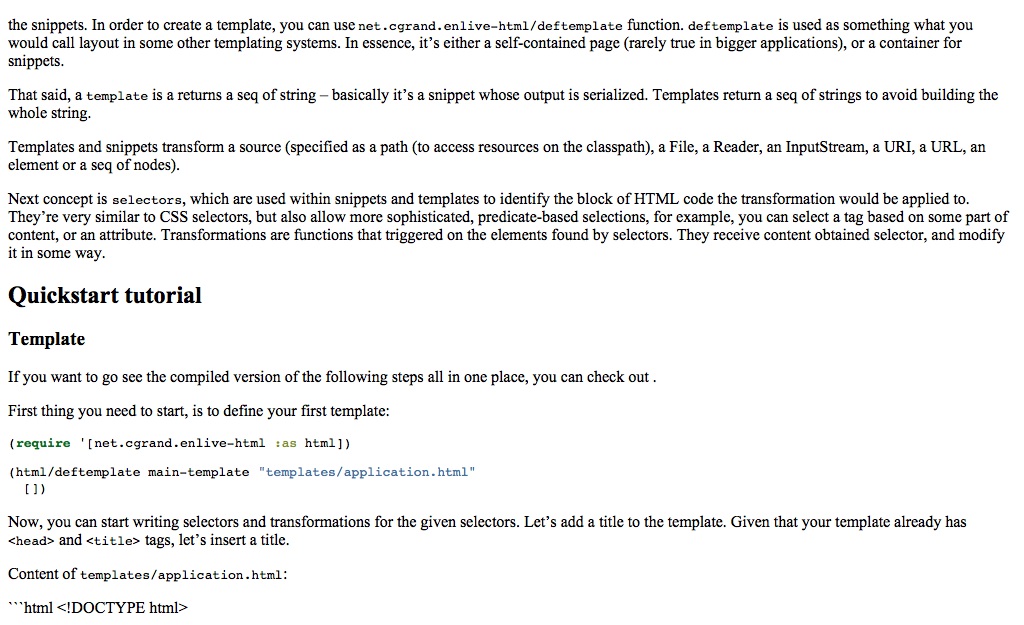 the snippets. In order to create a template, you can use net.cgrand.enlive-html/deftemplate function. deftemplate is used as something what you
would call layout in some other templating systems. In essence, it’s either a self-contained page (rarely true in bigger applications), or a container for
snippets.
That said, a template is a returns a seq of string – basically it’s a snippet whose output is serialized. Templates return a seq of strings to avoid building the
whole string.
Templates and snippets transform a source (specified as a path (to access resources on the classpath), a File, a Reader, an InputStream, a URI, a URL, an
element or a seq of nodes).
Next concept is selectors, which are used within snippets and templates to identify the block of HTML code the transformation would be applied to.
They’re very similar to CSS selectors, but also allow more sophisticated, predicate-based selections, for example, you can select a tag based on some part of
content, or an attribute. Transformations are functions that triggered on the elements found by selectors. They receive content obtained selector, and modify
it in some way.
Quickstart tutorial
Template
If you want to go see the compiled version of the following steps all in one place, you can check out .
First thing you need to start, is to define your first template:
(require '[net.cgrand.enlive-html :as html])
(html/deftemplate main-template "templates/application.html"
  [])
Now, you can start writing selectors and transformations for the given selectors. Let’s add a title to the template. Given that your template already has
<head> and <title> tags, let’s insert a title.
Content of templates/application.html:
```html <!DOCTYPE html>